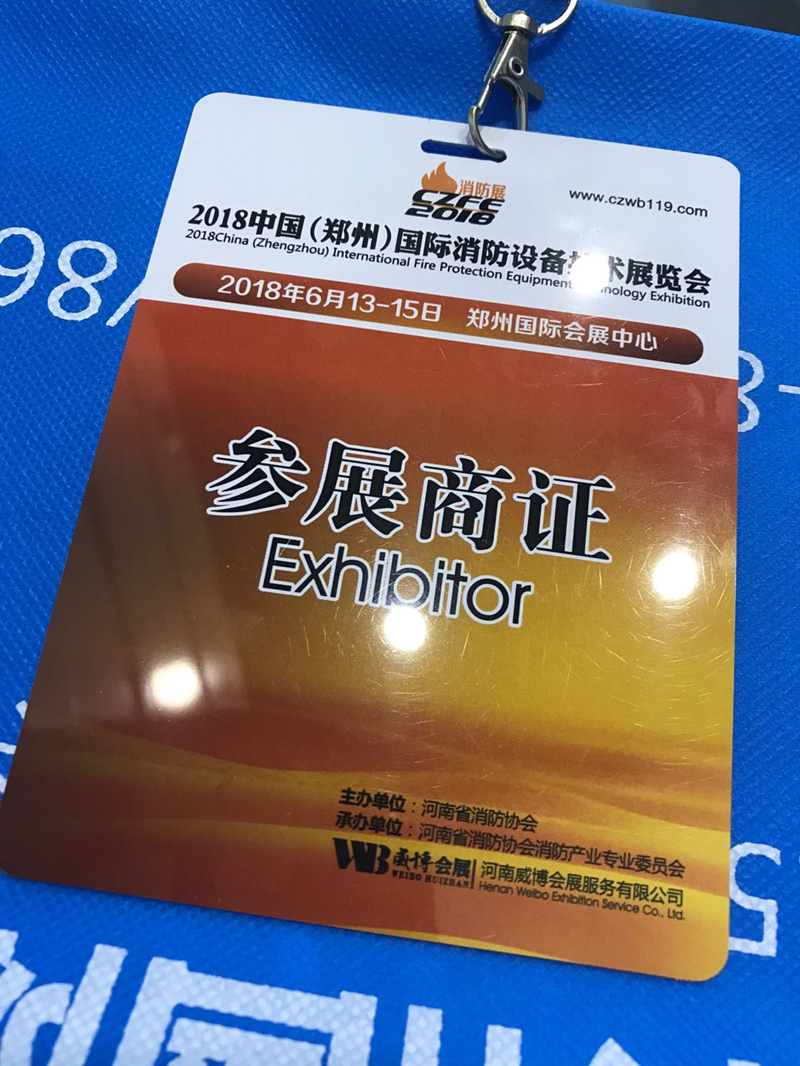 消防展
CZFE
2018
www.czwb119.com
2018中国（郑州）国际消防设备技术展览会
2018China (Zhengzhou) International Fire Protection Equipment Technology Exhibition
2018年6月13-15日 郑州国际会展中心
参展商证
Exhibitor
主办单位：河南省消防协会
承办单位：河南省消防协会消防产业专业委员会
WB 威博会展 河南威博会展服务有限公司
WEIBO HUIZHAN Henan Weibo Exhibition Service Co., Ltd.
98